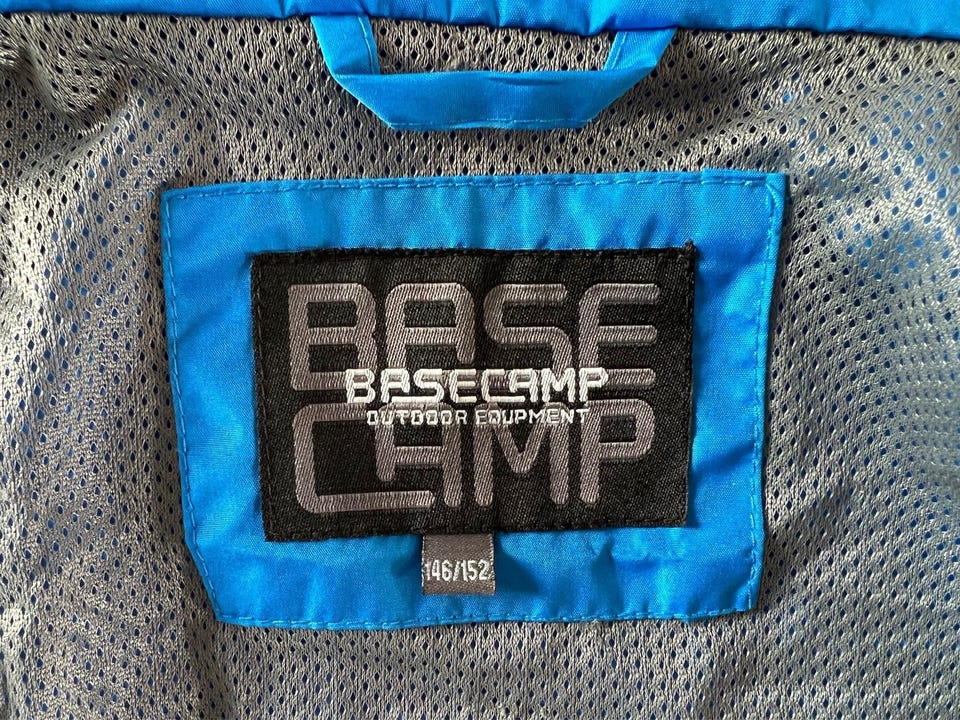 BASE
BASECAMP
OUTDOOR EQUIPMENT
CAMP
146/152